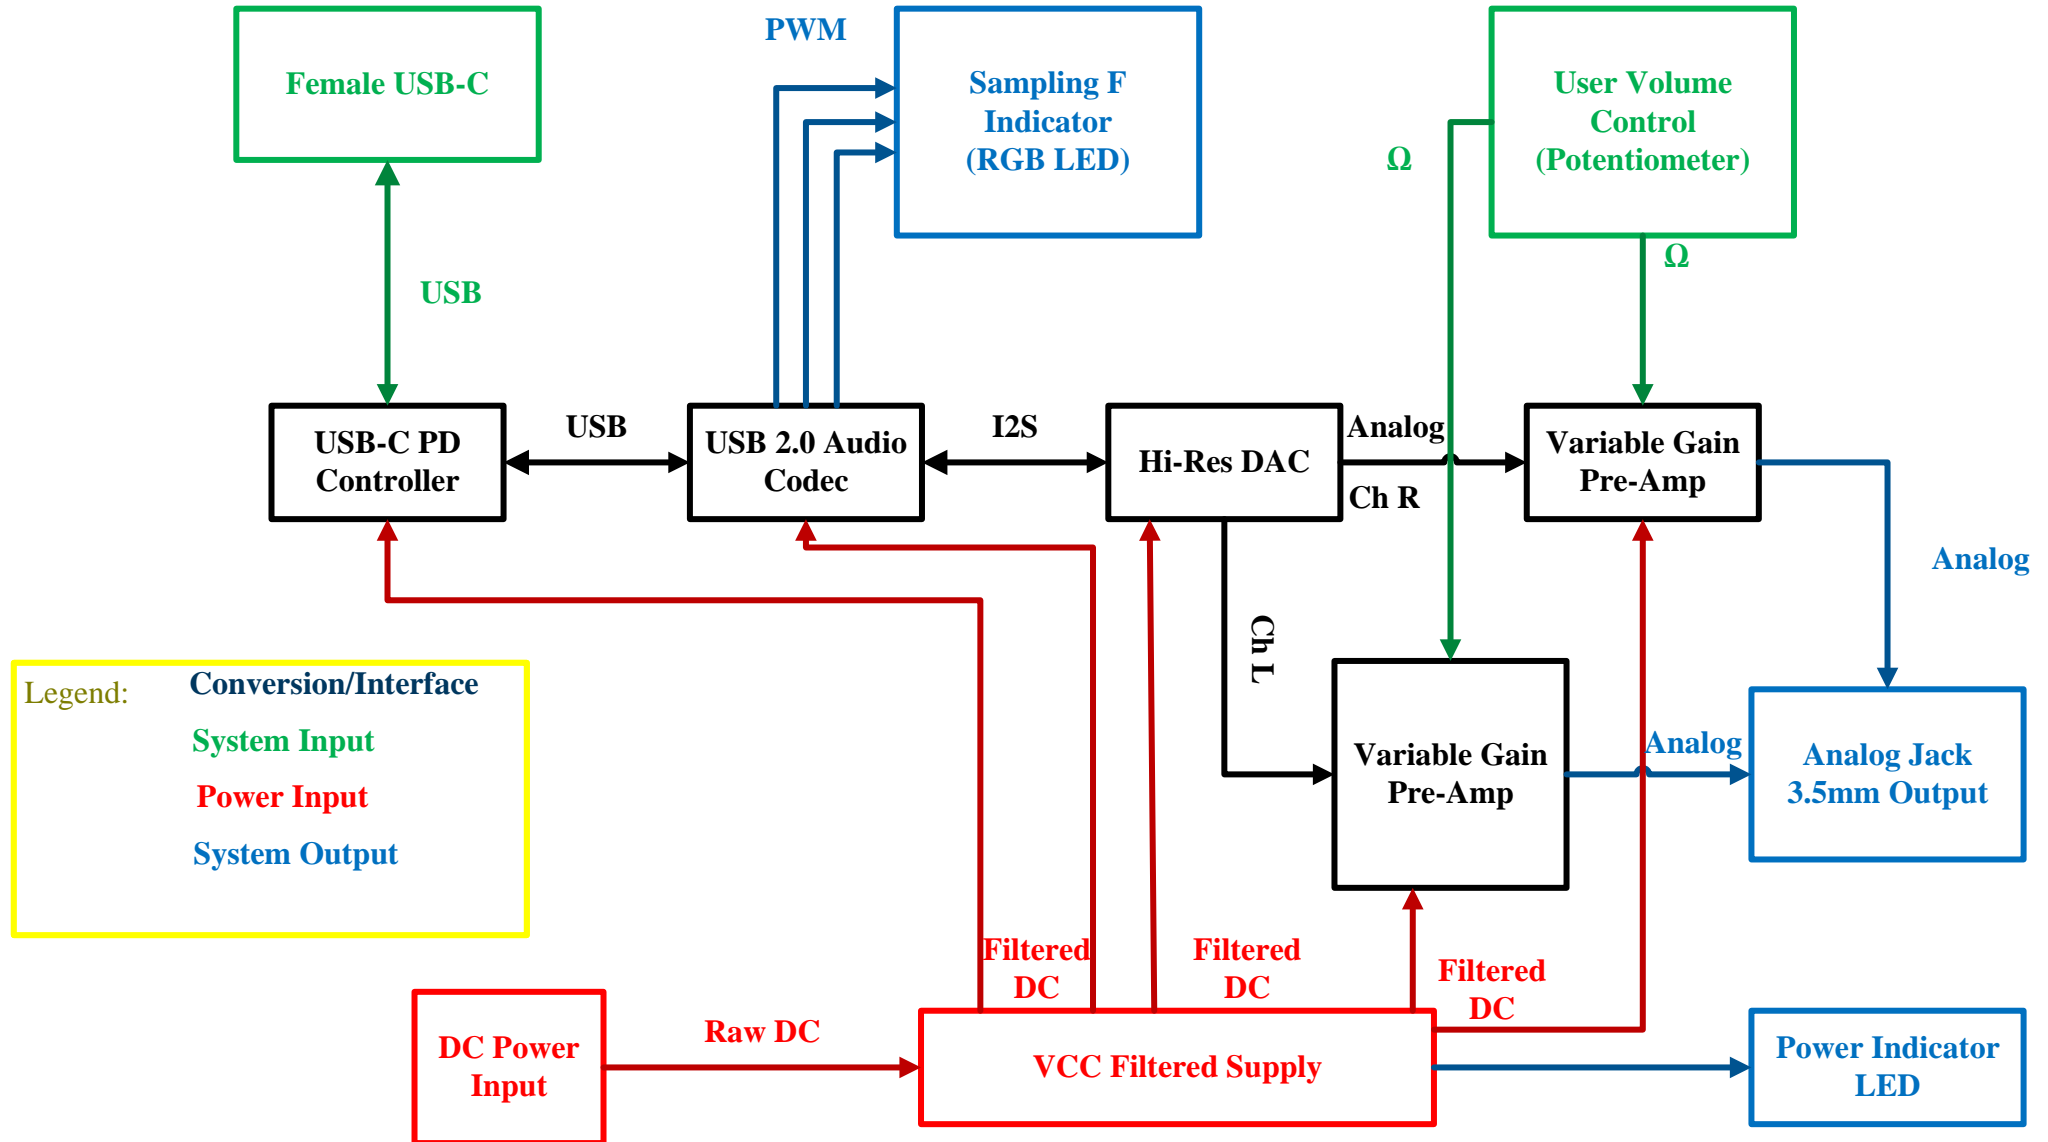 PWM
Female USB-C
Sampling F
Indicator
(RGB LED)
User Volume
Control
(Potentiometer)
Ω
Ω
USB
USB-C PD
Controller
USB
USB 2.0 Audio
Codec
I2S
Hi-Res DAC
Analog
Ch R
Variable Gain
Pre-Amp
Analog
Ch L
Legend:
Conversion/Interface
System Input
Power Input
System Output
Variable Gain
Pre-Amp
Analog
Analog Jack
3.5mm Output
Filtered
DC
Filtered
DC
Filtered
DC
DC Power
Input
Raw DC
VCC Filtered Supply
Power Indicator
LED